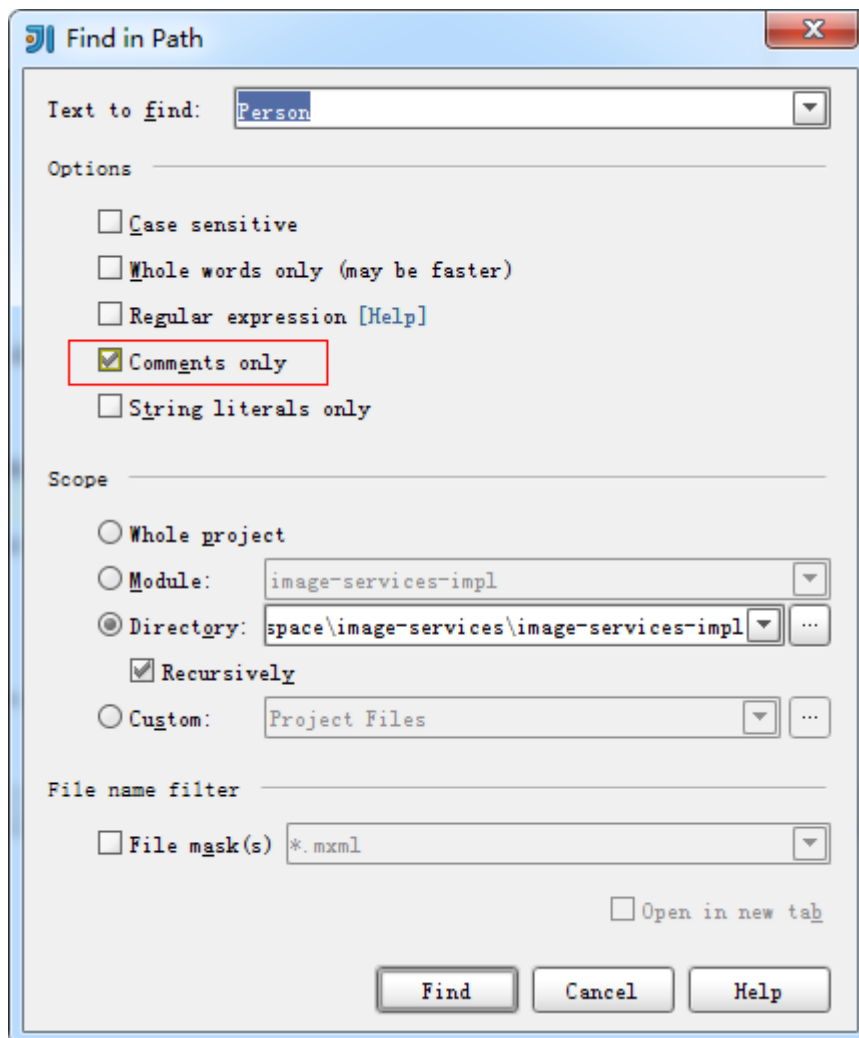 Find in Path
Text to find: Person
Options
Case sensitive
Whole words only (may be faster)
Regular expression [Help]
Comments only
String literals only
Scope
Whole project
Module: image-services-impl
Directory: space\image-services\image-services-impl ...
Recursively
Custom: Project Files ...
File name filter
File mask(s) *.mxml
Open in new tab
Find Cancel Help